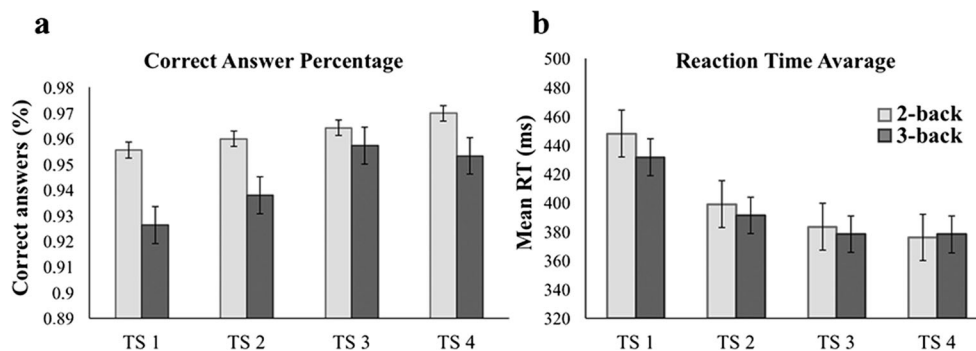 a
Correct Answer Percentage
Correct answers (%)
0.98
0.97
0.96
0.95
0.94
0.93
0.92
0.91
0.9
0.89
TS 1 TS 2 TS 3 TS 4
b
Reaction Time Avarage
Mean RT (ms)
500
480
460
440
420
400
380
360
340
320
2-back
3-back
TS 1 TS 2 TS 3 TS 4